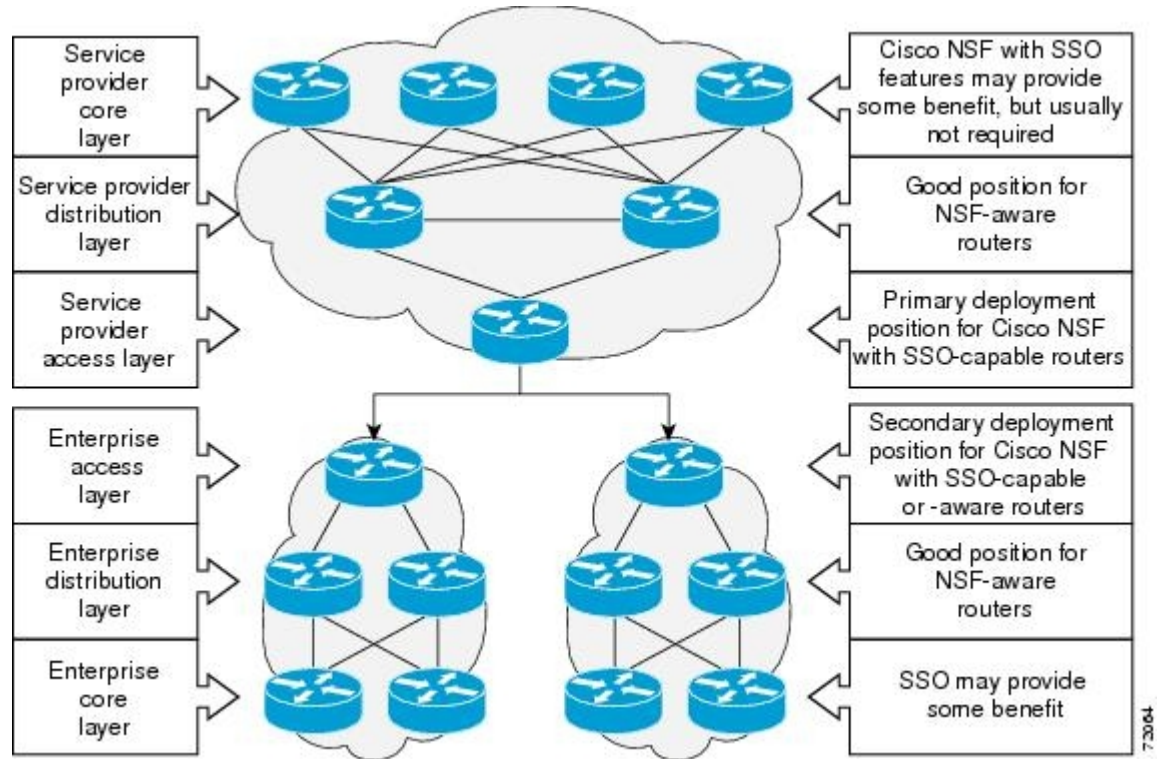 Service
provider
core
layer
Cisco NSF with SSO
features may provide
some benefit, but usually
not required
Service provider
distribution
layer
Good position for
NSF-aware
routers
Service
provider
access layer
Primary deployment
position for Cisco NSF
with SSO-capable routers
Enterprise
access
layer
Secondary deployment
position for Cisco NSF
with SSO-capable
or -aware routers
Enterprise
distribution
layer
Good position for
NSF-aware
routers
Enterprise
core
layer
SSO may provide
some benefit
72064